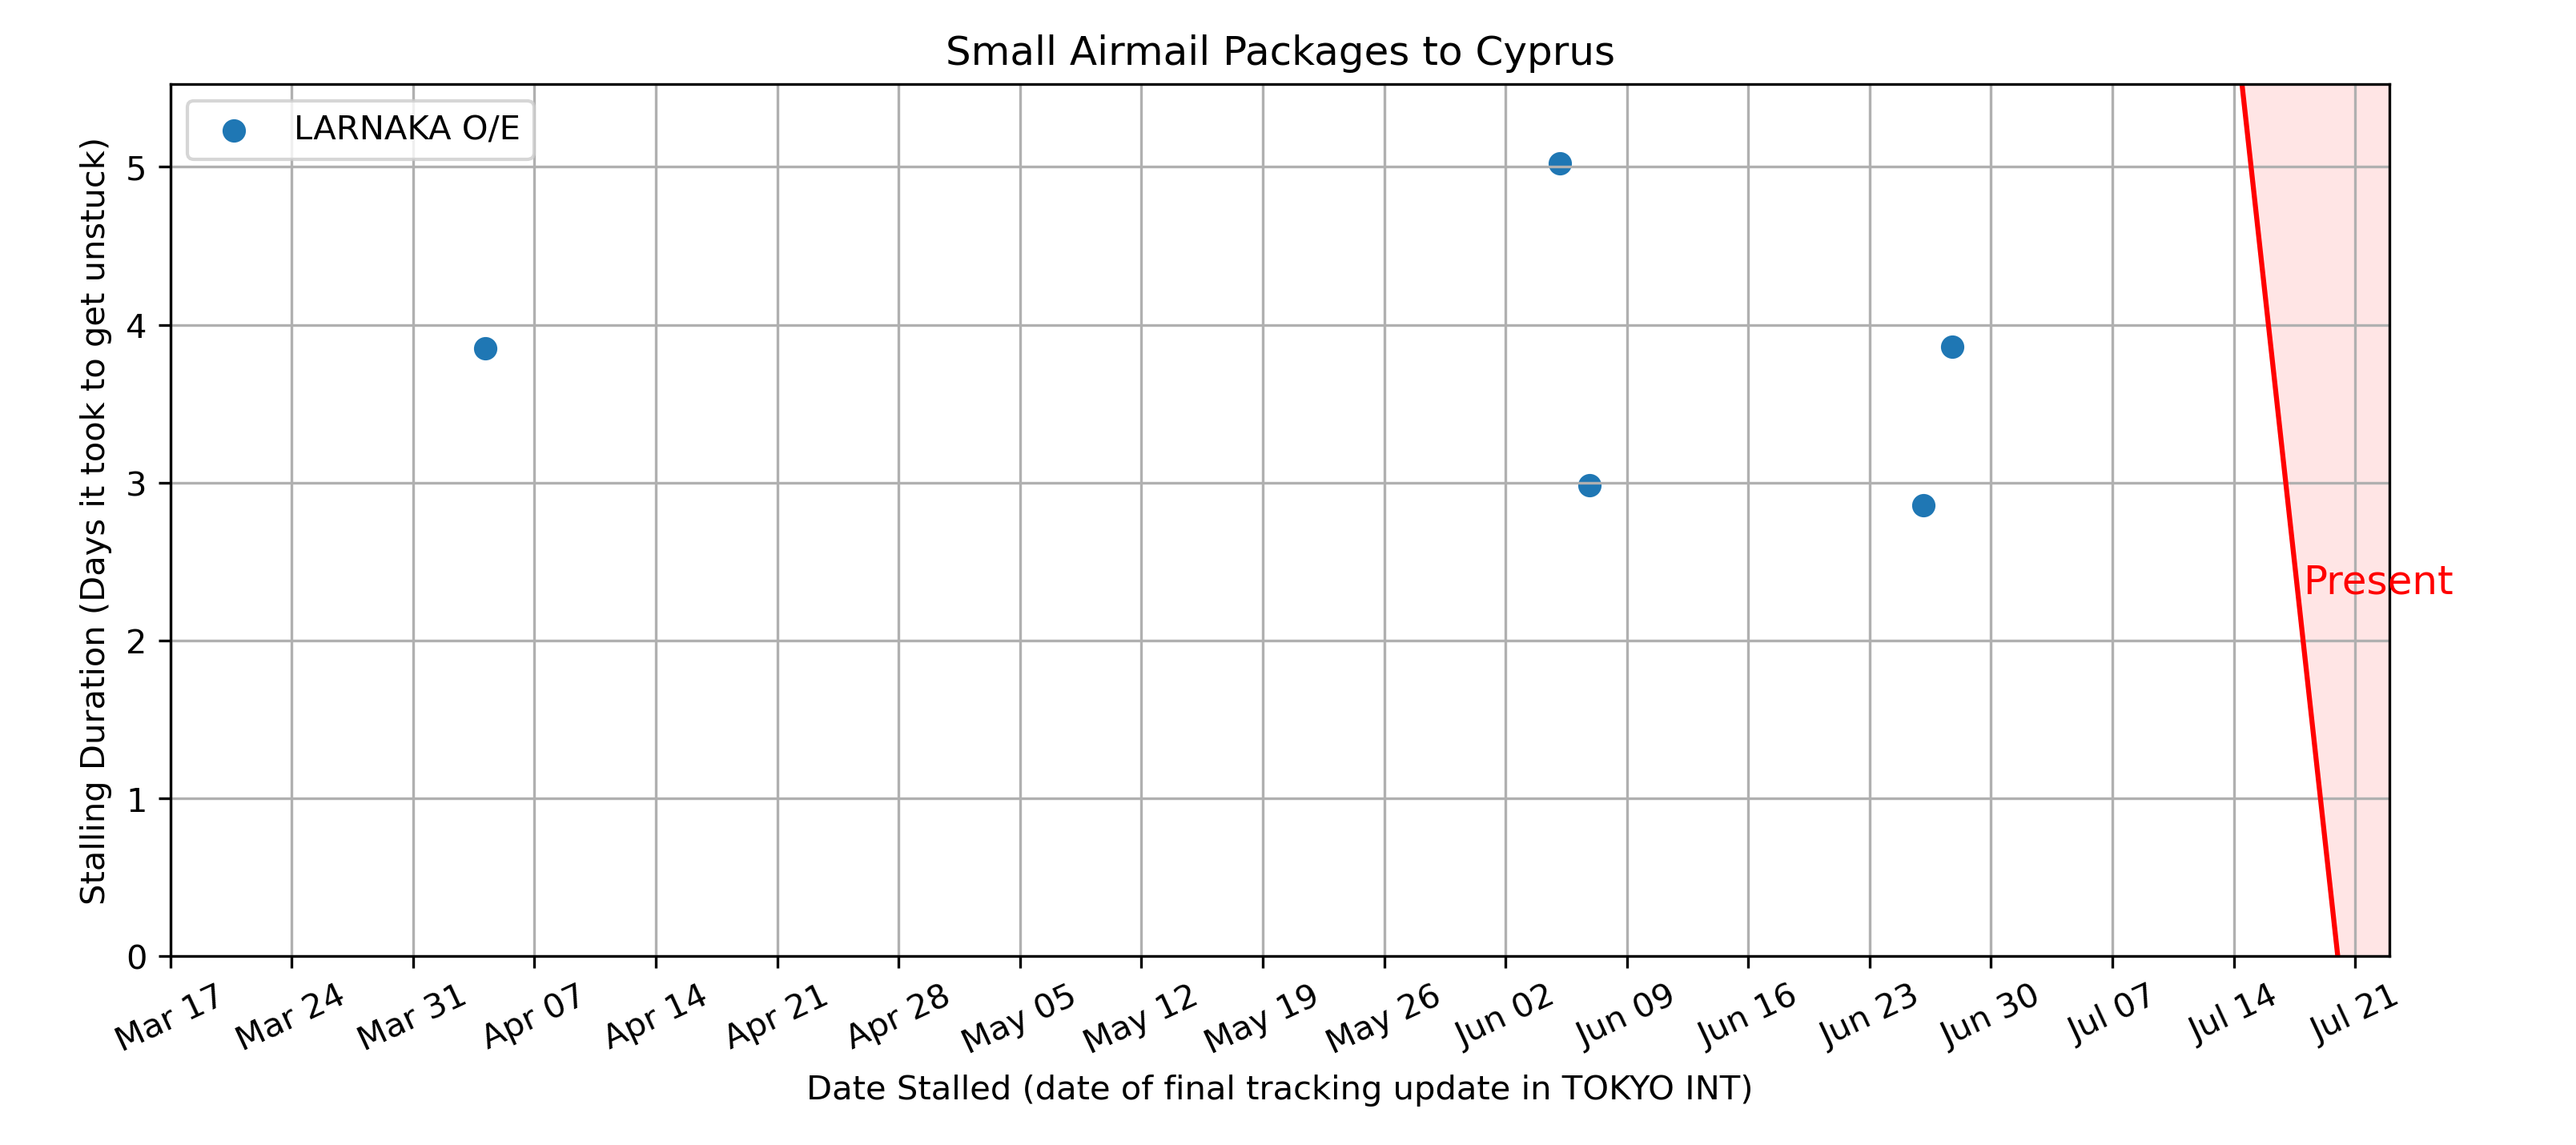 Small Airmail Packages to Cyprus
LARNAKA O/E
Stalling Duration (Days it took to get unstuck)
5
4
3
2
1
0
Present
Mar 17
Mar 24
Mar 31
Apr 07
Apr 14
Apr 21
Apr 28
May 05
May 12
May 19
May 26
Jun 02
Jun 09
Jun 16
Jun 23
Jun 30
Jul 07
Jul 14
Jul 21
Date Stalled (date of final tracking update in TOKYO INT)